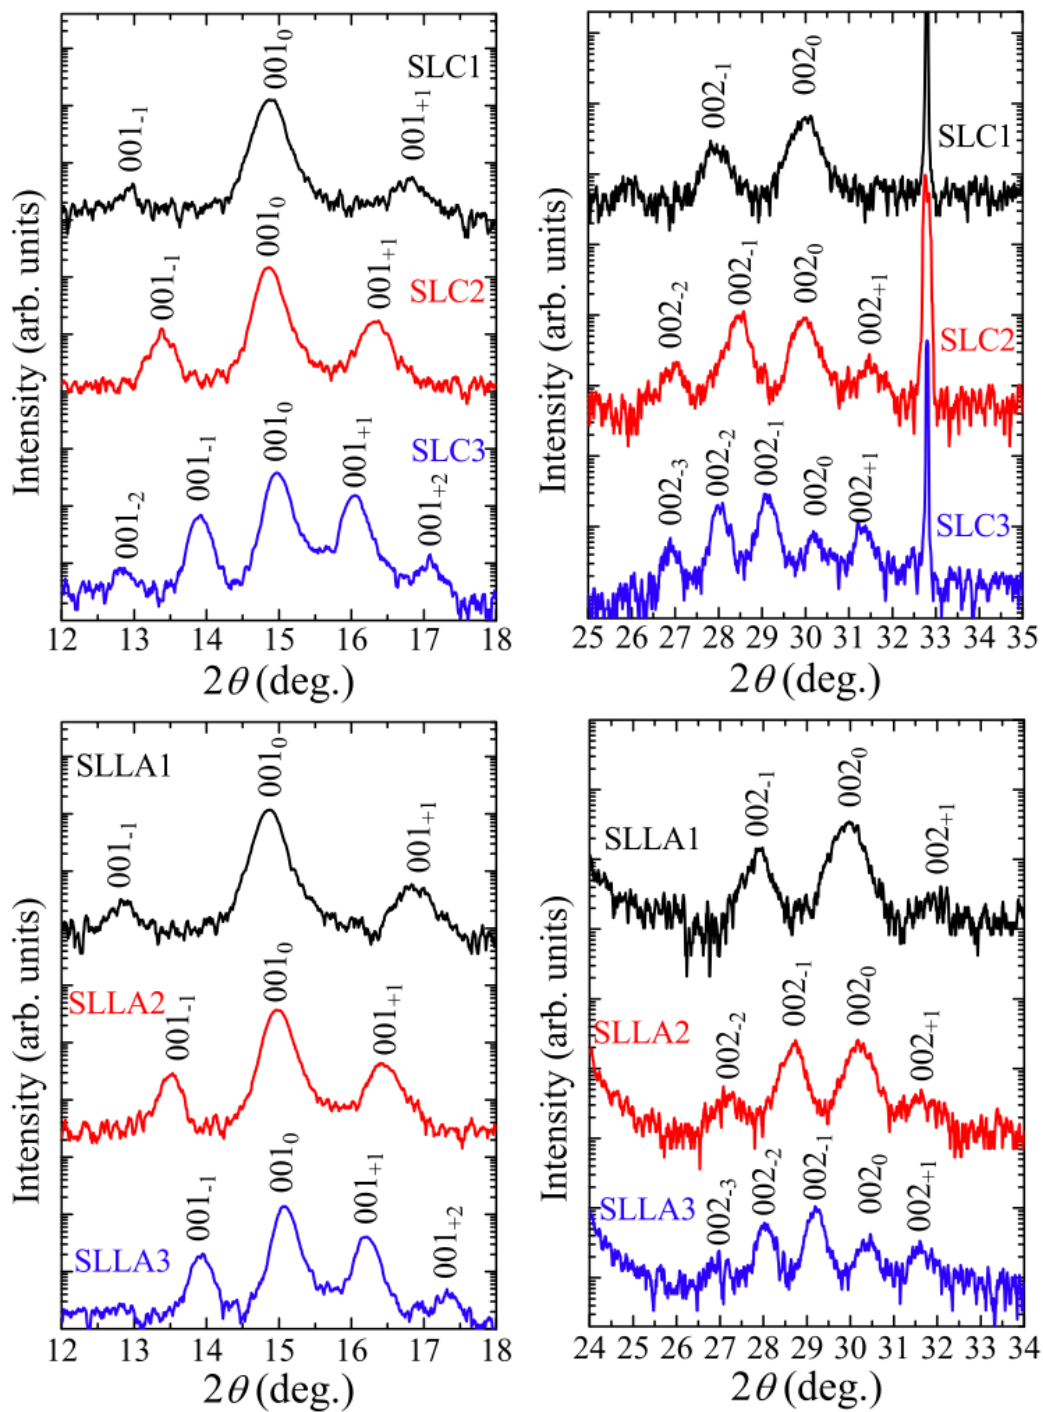 SLC1
001₋₁
001₀
001₊₁
SLC2
001₋₁
001₀
001₊₁
SLC3
001₋₂
001₋₁
001₀
001₊₁
001₊₂
Intensity (arb. units)
12 13 14 15 16 17 18
2θ (deg.)
SLC1
002₋₁
002₀
SLC2
002₋₂
002₋₁
002₀
002₊₁
SLC3
002₋₃
002₋₂
002₋₁
002₀
002₊₁
Intensity (arb. units)
25 26 27 28 29 30 31 32 33 34 35
2θ (deg.)
SLLA1
001₋₁
001₀
001₊₁
SLLA2
001₋₁
001₀
001₊₁
SLLA3
001₋₁
001₀
001₊₁
001₊₂
Intensity (arb. units)
12 13 14 15 16 17 18
2θ (deg.)
SLLA1
002₋₁
002₀
002₊₁
SLLA2
002₋₂
002₋₁
002₀
002₊₁
SLLA3
002₋₃
002₋₂
002₋₁
002₀
002₊₁
Intensity (arb. units)
24 25 26 27 28 29 30 31 32 33 34
2θ (deg.)